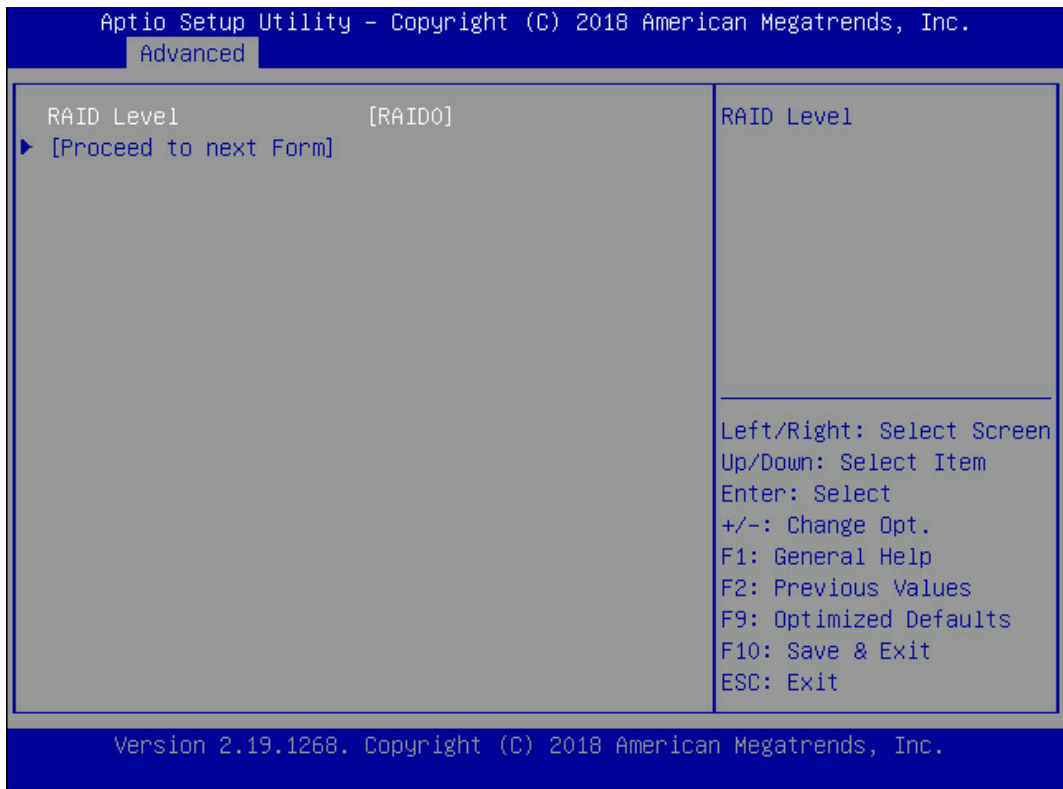 Aptio Setup Utility – Copyright (C) 2018 American Megatrends, Inc.
Advanced
RAID Level [RAID0]
[Proceed to next Form]
RAID Level
Left/Right: Select Screen
Up/Down: Select Item
Enter: Select
+/-: Change Opt.
F1: General Help
F2: Previous Values
F9: Optimized Defaults
F10: Save & Exit
ESC: Exit
Version 2.19.1268. Copyright (C) 2018 American Megatrends, Inc.